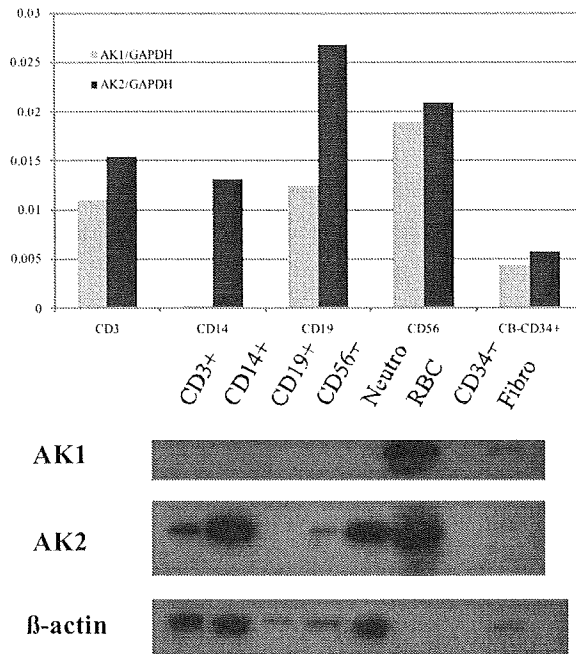 0.03
AK1/GAPDH
0.025
AK2/GAPDH
0.02
0.015
0.01
0.005
0
CD3 CD14 CD19 CD56 CB-CD34+
CD3+ CD14+ CD19+ CD56+ Neutro RBC CD34+ Fibro
AK1
AK2
ß-actin